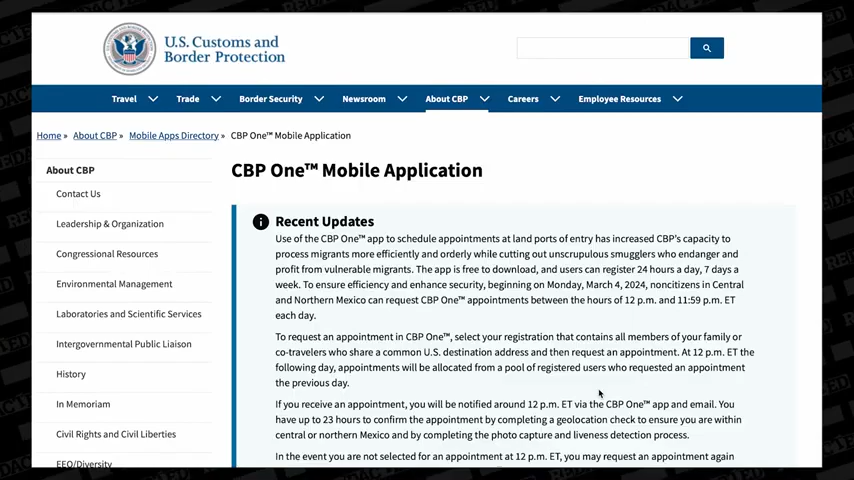 U.S. Customs and
Border Protection
Travel Trade Border Security Newsroom About CBP Careers Employee Resources
Home » About CBP » Mobile Apps Directory » CBP One™ Mobile Application
About CBP
Contact Us
Leadership & Organization
Congressional Resources
Environmental Management
Laboratories and Scientific Services
Intergovernmental Public Liaison
History
In Memoriam
Civil Rights and Civil Liberties
EEO/Diversity
CBP One™ Mobile Application
Recent Updates
Use of the CBP One™ app to schedule appointments at land ports of entry has increased CBP's capacity to
process migrants more efficiently and orderly while cutting out unscrupulous smugglers who endanger and
profit from vulnerable migrants. The app is free to download, and users can register 24 hours a day, 7 days a
week. To ensure efficiency and enhance security, beginning on Monday, March 4, 2024, noncitizens in Central
and Northern Mexico can request CBP One™ appointments between the hours of 12 p.m. and 11:59 p.m. ET
each day.
To request an appointment in CBP One™, select your registration that contains all members of your family or
co-travelers who share a common U.S. destination address and then request an appointment. At 12 p.m. ET the
following day, appointments will be allocated from a pool of registered users who requested an appointment
the previous day.
If you receive an appointment, you will be notified around 12 p.m. ET via the CBP One™ app and email. You
have up to 23 hours to confirm the appointment by completing a geolocation check to ensure you are within
central or northern Mexico and by completing the photo capture and liveness detection process.
In the event you are not selected for an appointment at 12 p.m. ET, you may request an appointment again